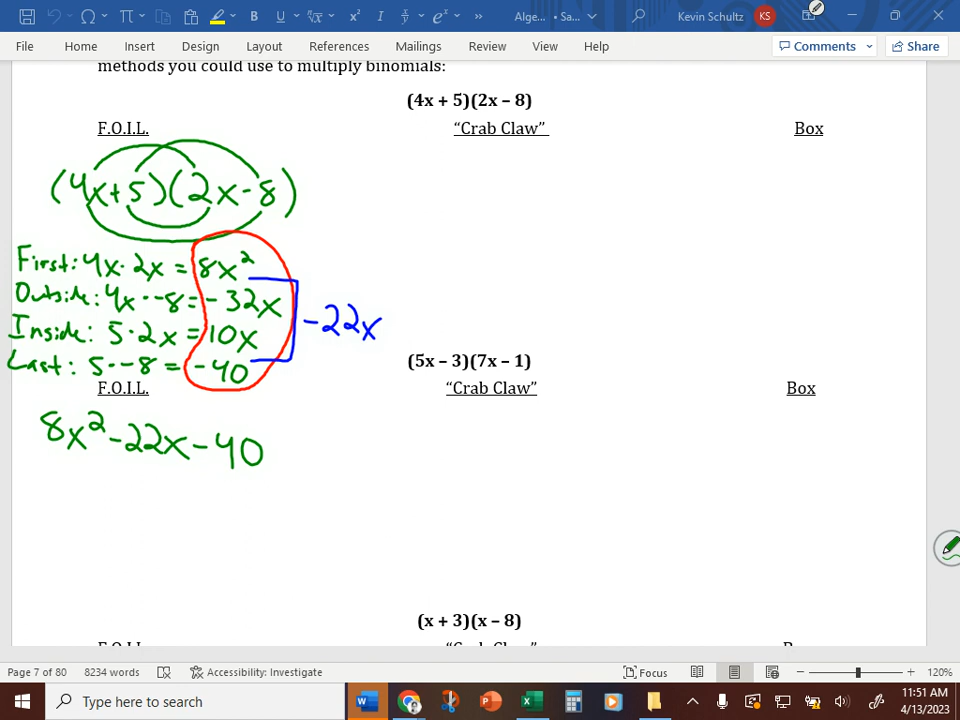 Alge... • Sa...
Kevin Schultz KS
File Home Insert Design Layout References Mailings Review View Help Comments Share
methods you could use to multiply binomials:
(4x + 5)(2x – 8)
F.O.I.L. “Crab Claw” Box
(4x+5)(2x-8)
First: 4x·2x = 8x²
Outside: 4x·-8 = -32x
Inside: 5·2x = 10x
Last: 5·-8 = -40
-22x
(5x – 3)(7x – 1)
F.O.I.L. “Crab Claw” Box
8x²-22x-40
(x + 3)(x – 8)
Page 7 of 80 8234 words Accessibility: Investigate Focus 120%
Type here to search
11:51 AM
4/13/2023